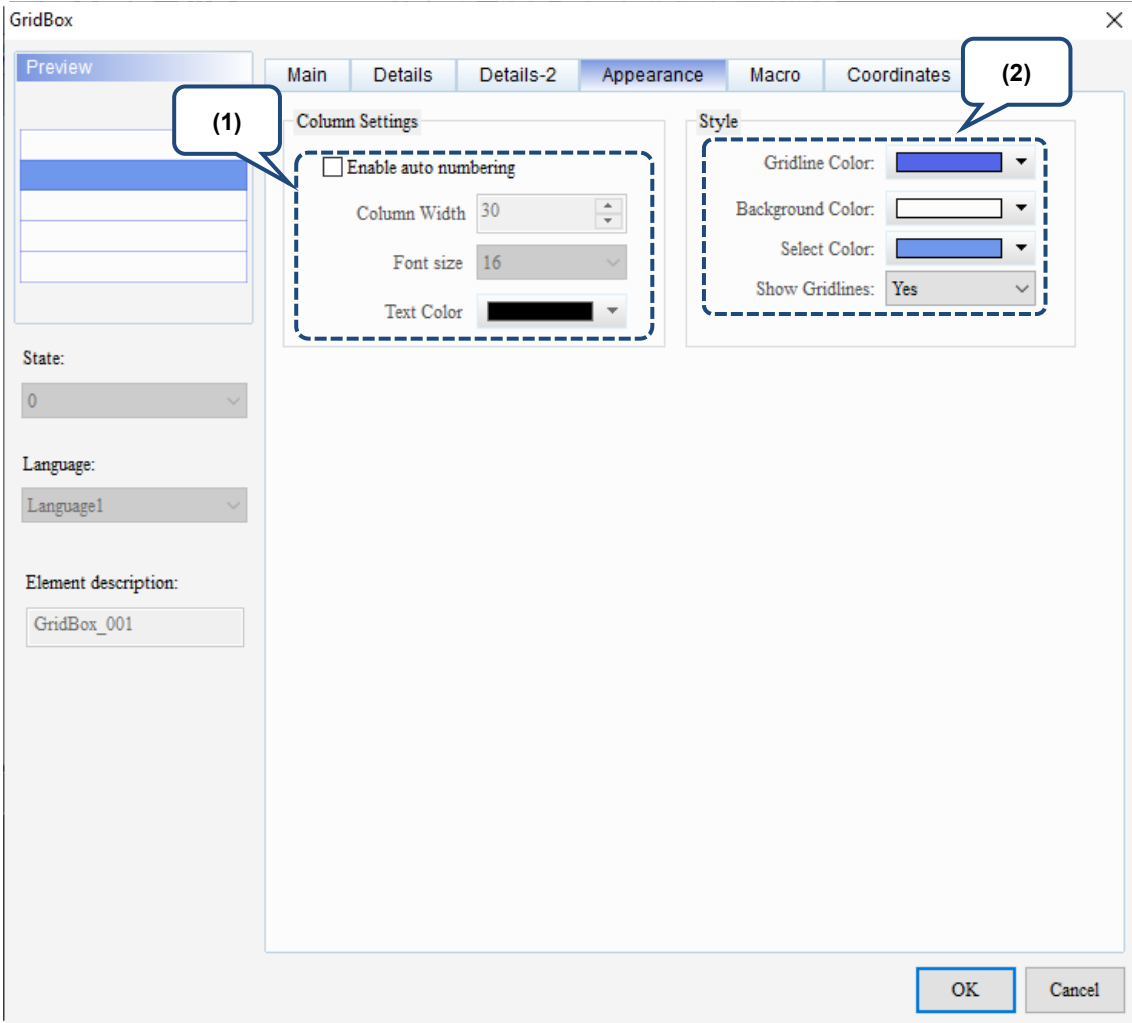 GridBox
Preview
Main Details Details-2 Appearance Macro Coordinates
(1)
(2)
Column Settings
Enable auto numbering
Column Width 30
Font size 16
Text Color
Style
Gridline Color:
Background Color:
Select Color:
Show Gridlines: Yes
State:
0
Language:
Language1
Element description:
GridBox_001
OK Cancel